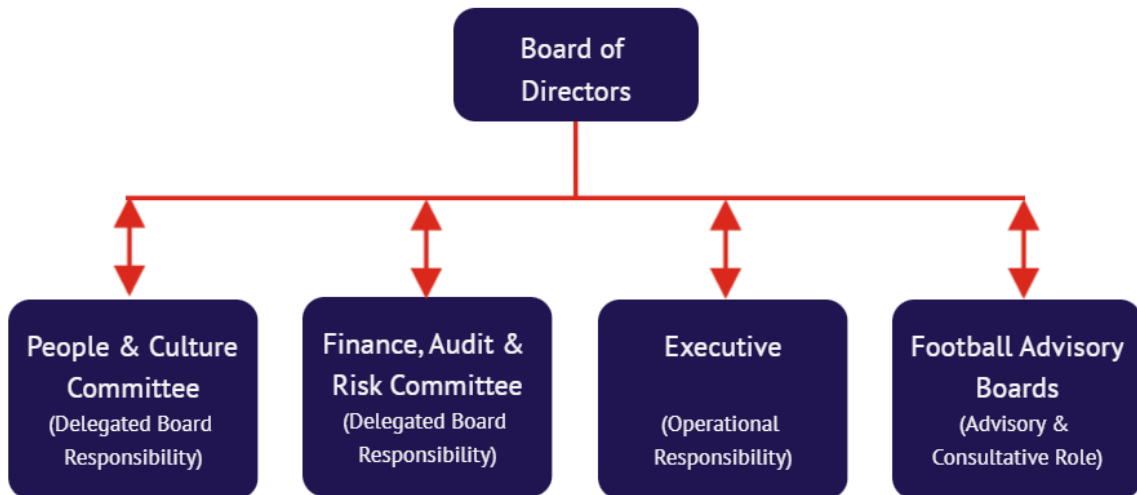 Board of
Directors
People & Culture
Committee
(Delegated Board
Responsibility)
Finance, Audit &
Risk Committee
(Delegated Board
Responsibility)
Executive
(Operational
Responsibility)
Football Advisory
Boards
(Advisory &
Consultative Role)